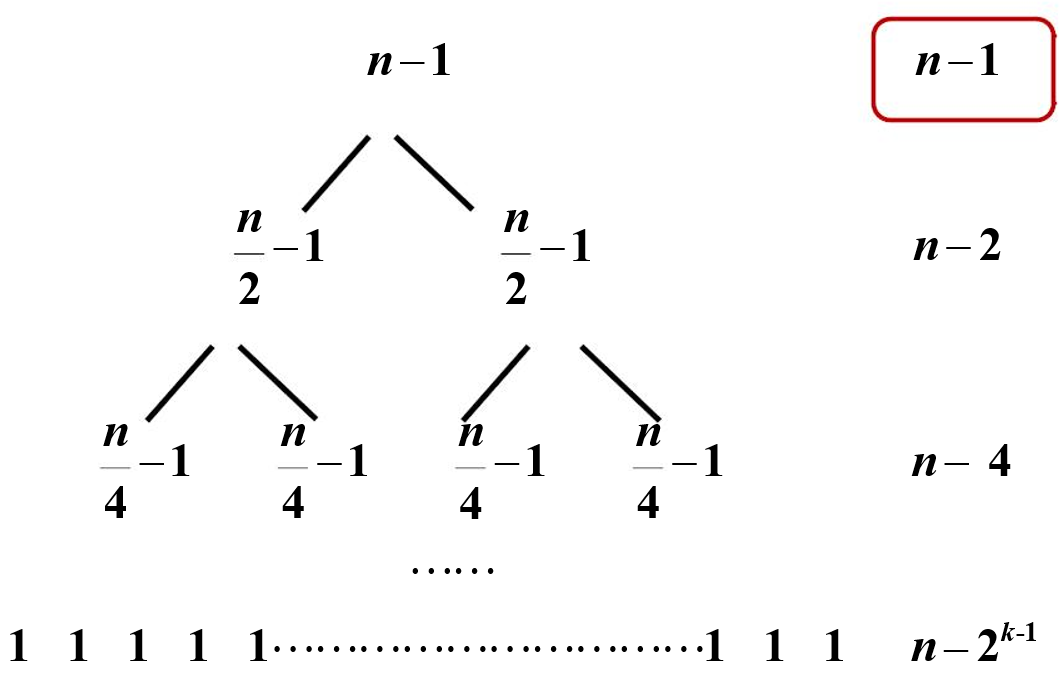 n−1 n−1
n/2−1 n/2−1 n−2
n/4−1 n/4−1 n/4−1 n/4−1 n− 4
……
1 1 1 1 1…………………………1 1 1 n−2^{k-1}